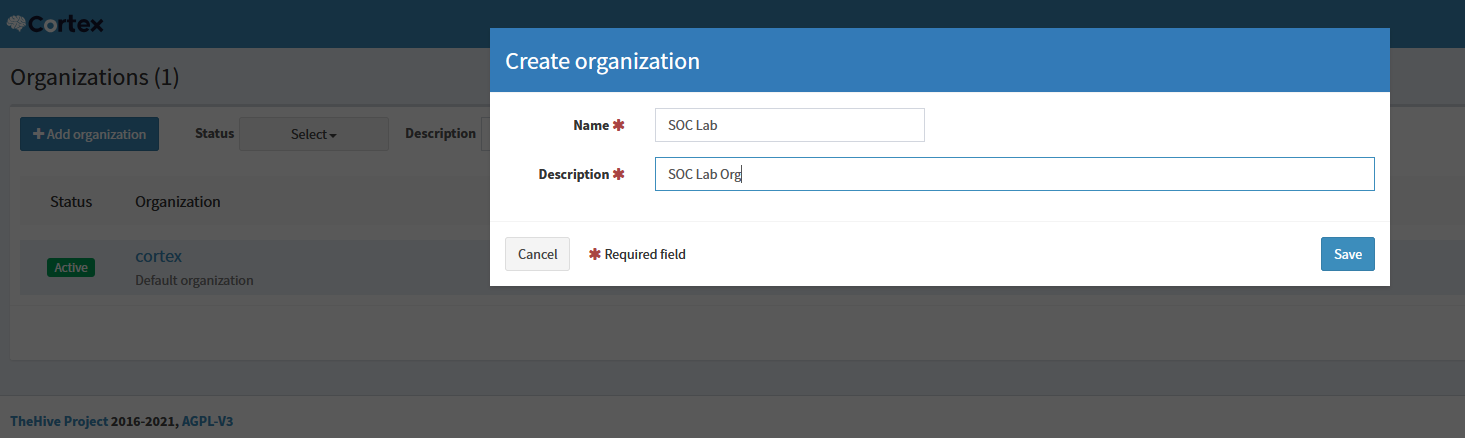 Cortex
Create organization
Organizations (1)
Name ✱ SOC Lab
+ Add organization Status Select Description
Description ✱ SOC Lab Org
Status Organization
Cancel ✱ Required field Save
Active cortex
Default organization
TheHive Project 2016-2021, AGPL-V3